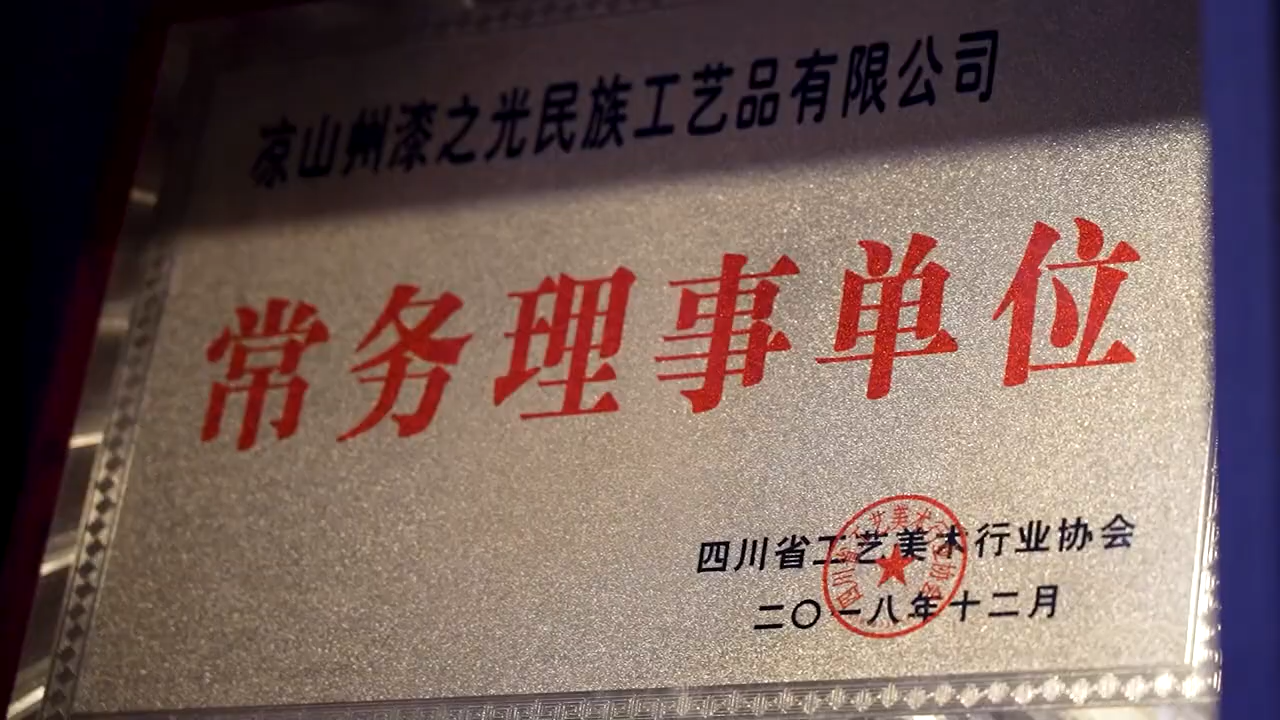 凉山州漆之光民族工艺品有限公司
常务理事单位
四川省工艺美术行业协会
二〇一八年十二月